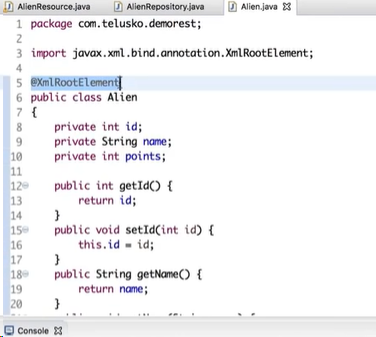 AlienResource.java AlienRepository.java Alien.java
1 package com.telusko.demorest;
2
3 import javax.xml.bind.annotation.XmlRootElement;
4
5 @XmlRootElement
6 public class Alien
7 {
8 private int id;
9 private String name;
10 private int points;
11
12 public int getId() {
13 return id;
14 }
15 public void setId(int id) {
16 this.id = id;
17 }
18 public String getName() {
19 return name;
20 }
Console